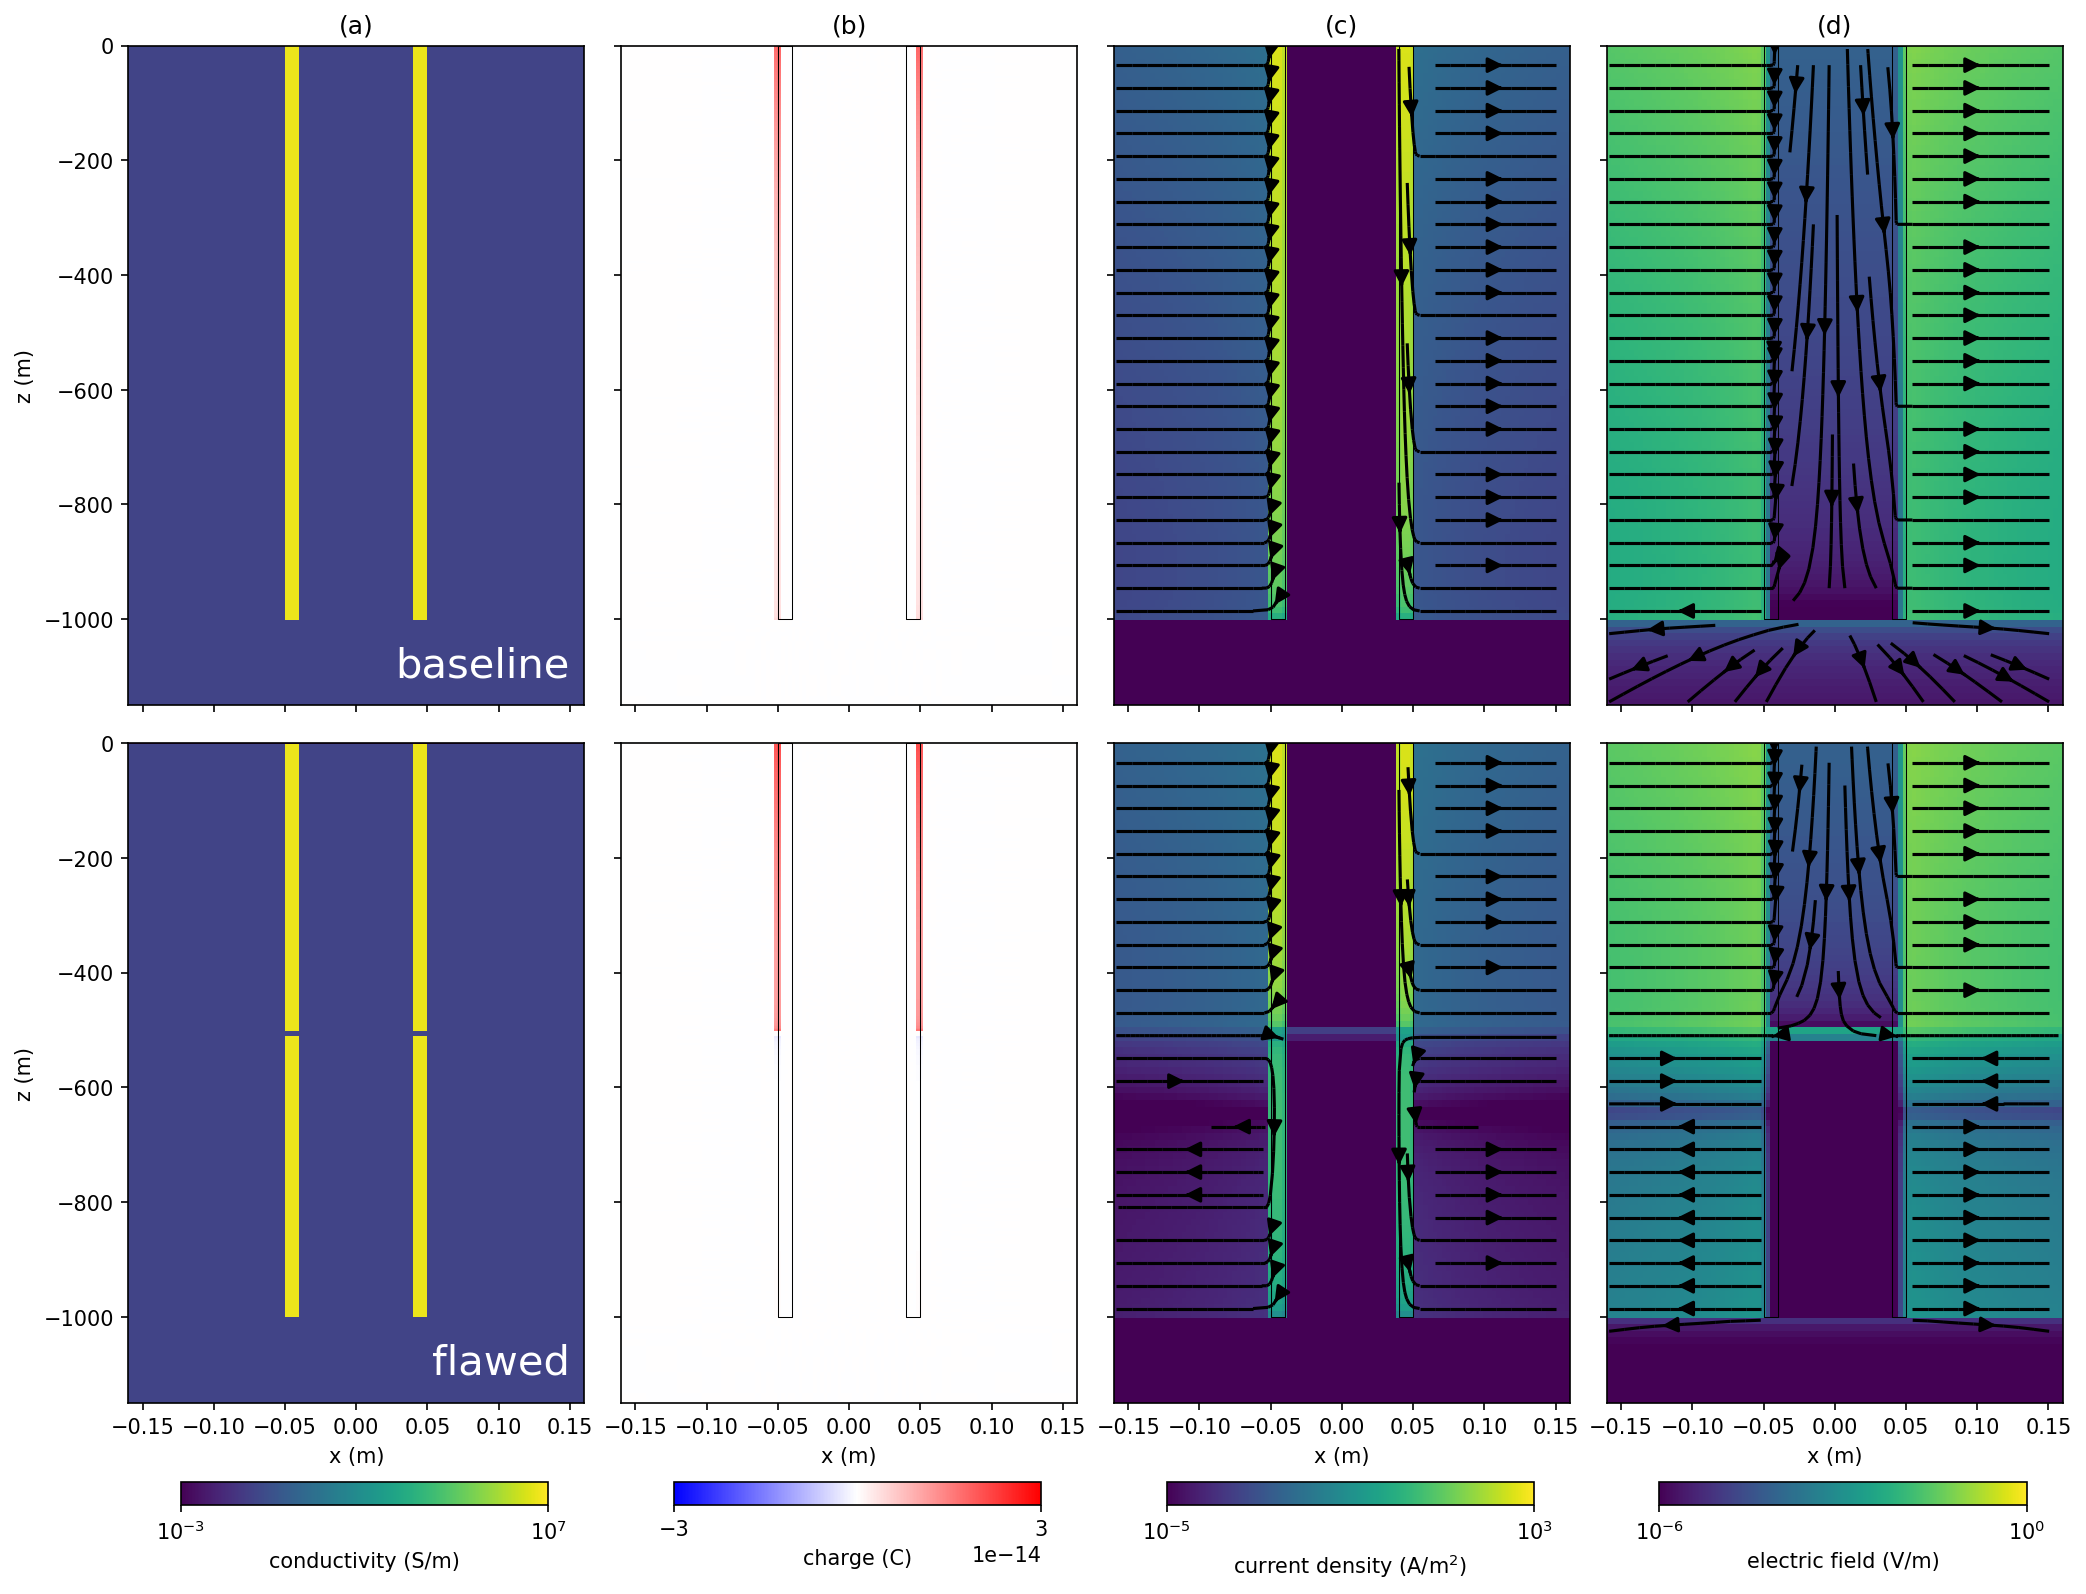 (a) (b) (c) (d)
0
−200
−400
−600
−800
−1000
z (m)
baseline
0
−200
−400
−600
−800
−1000
z (m)
flawed
−0.15 −0.10 −0.05 0.00 0.05 0.10 0.15
x (m)
−0.15 −0.10 −0.05 0.00 0.05 0.10 0.15
x (m)
−0.15 −0.10 −0.05 0.00 0.05 0.10 0.15
x (m)
−0.15 −0.10 −0.05 0.00 0.05 0.10 0.15
x (m)
10⁻³ 10⁷
conductivity (S/m)
−3 3
1e−14
charge (C)
10⁻⁵ 10³
current density (A/m²)
10⁻⁶ 10⁰
electric field (V/m)